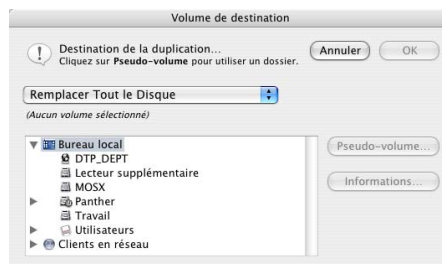 Volume de destination
Destination de la duplication...
Cliquez sur Pseudo-volume pour utiliser un dossier.
Annuler
OK
Remplacer Tout le Disque
(Aucun volume sélectionné)
Bureau local
DTP_DEPT
Lecteur supplémentaire
MOSX
Panther
Travail
Utilisateurs
Clients en réseau
Pseudo-volume...
Informations...